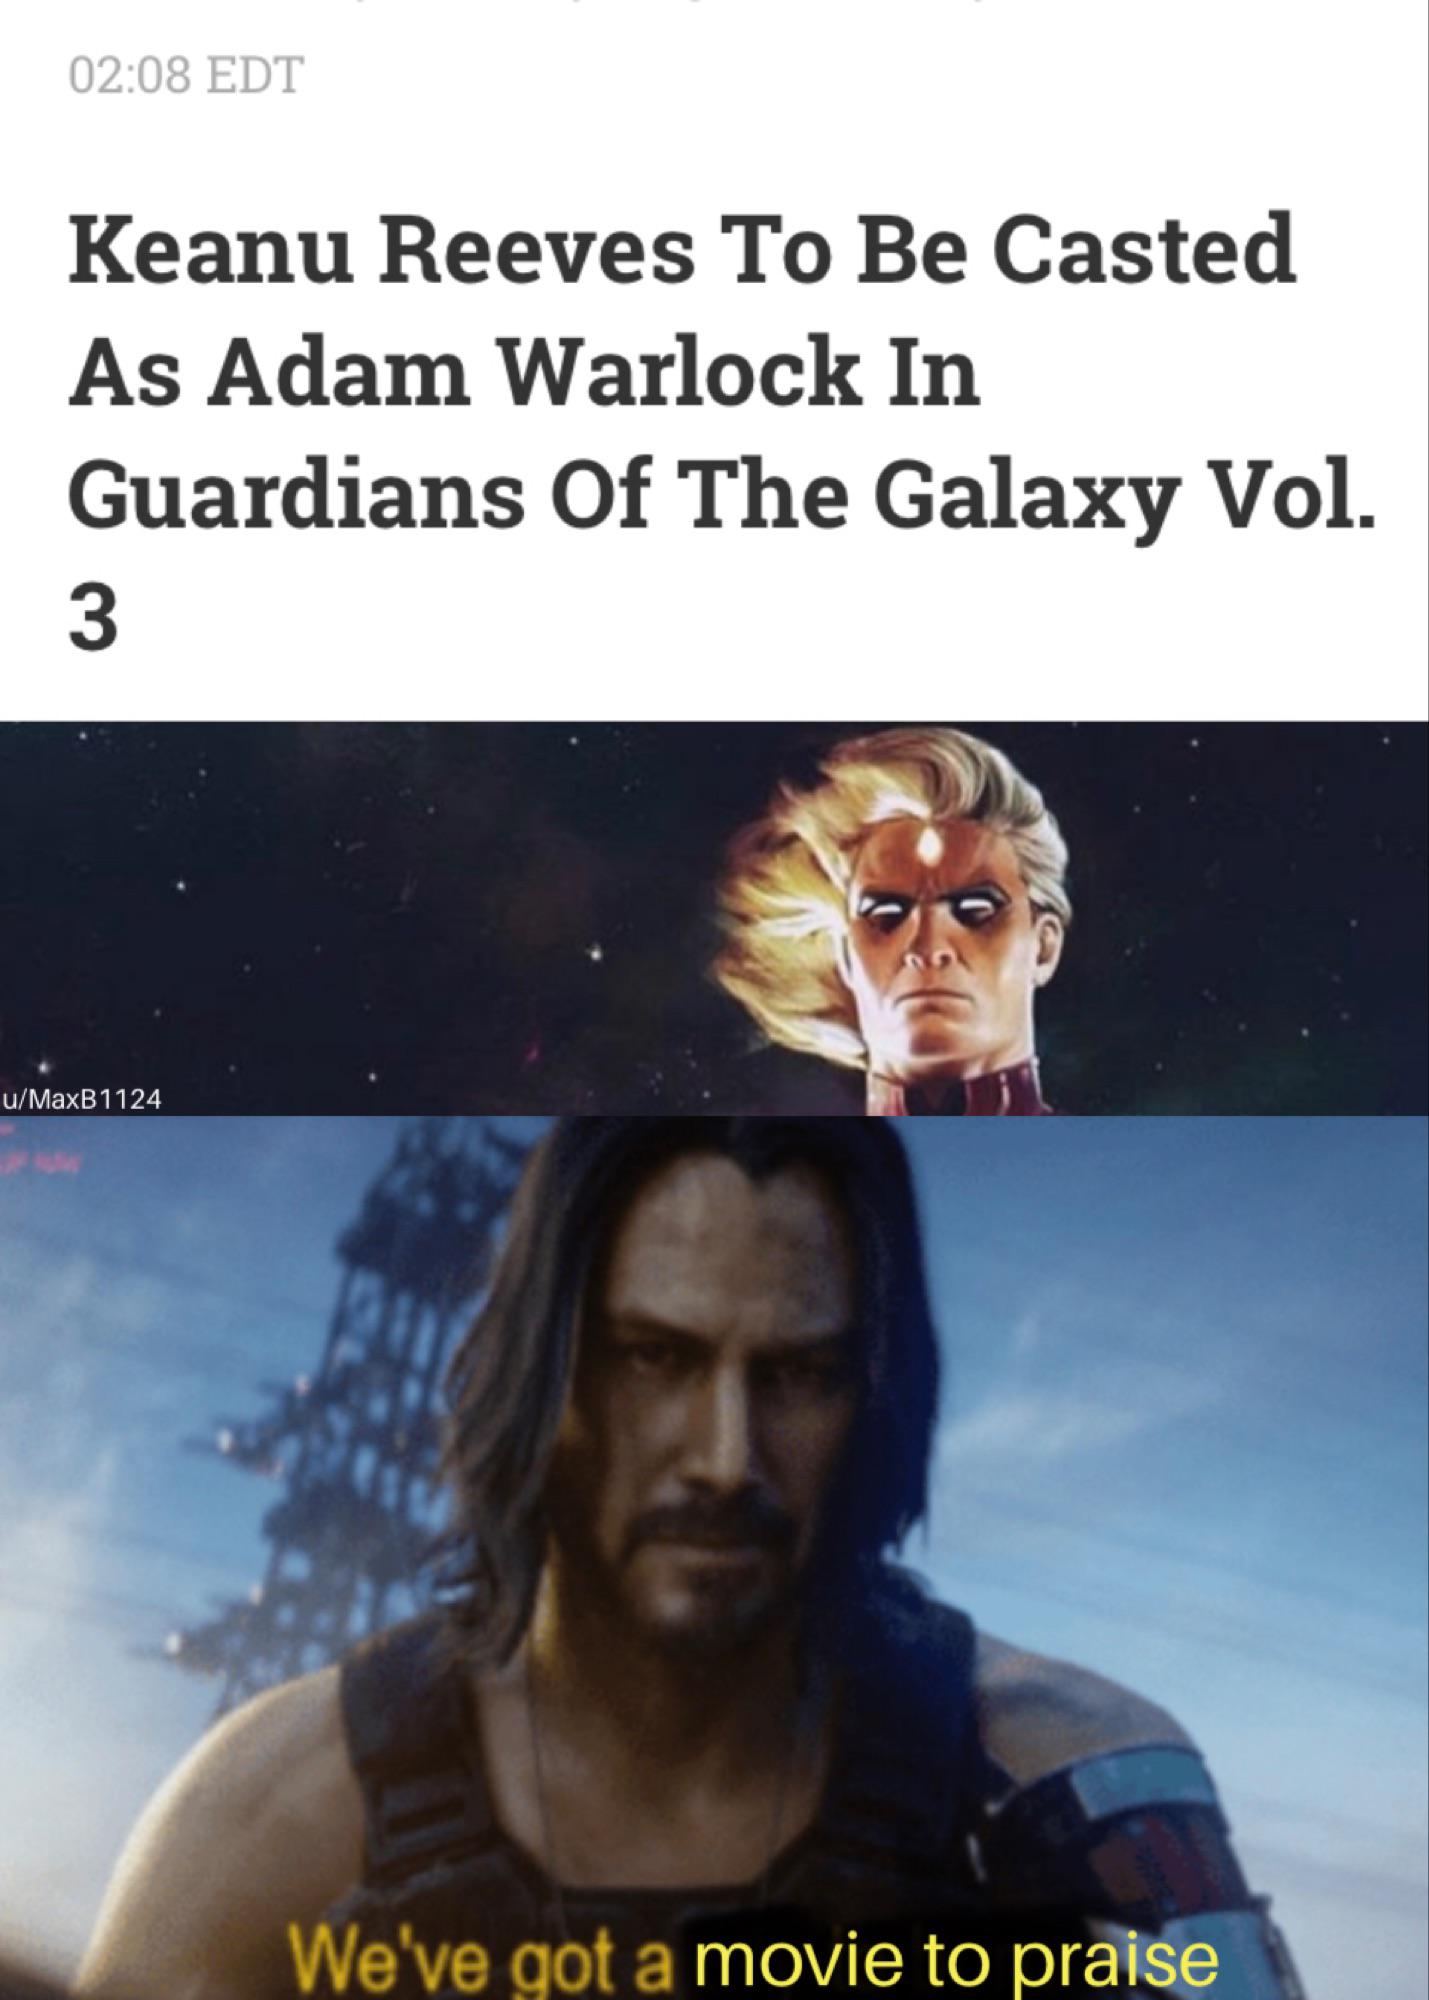 02:08 EDT
Keanu Reeves To Be Casted
As Adam Warlock In
Guardians Of The Galaxy Vol.
3
u/MaxB1124
We've got a movie to praise